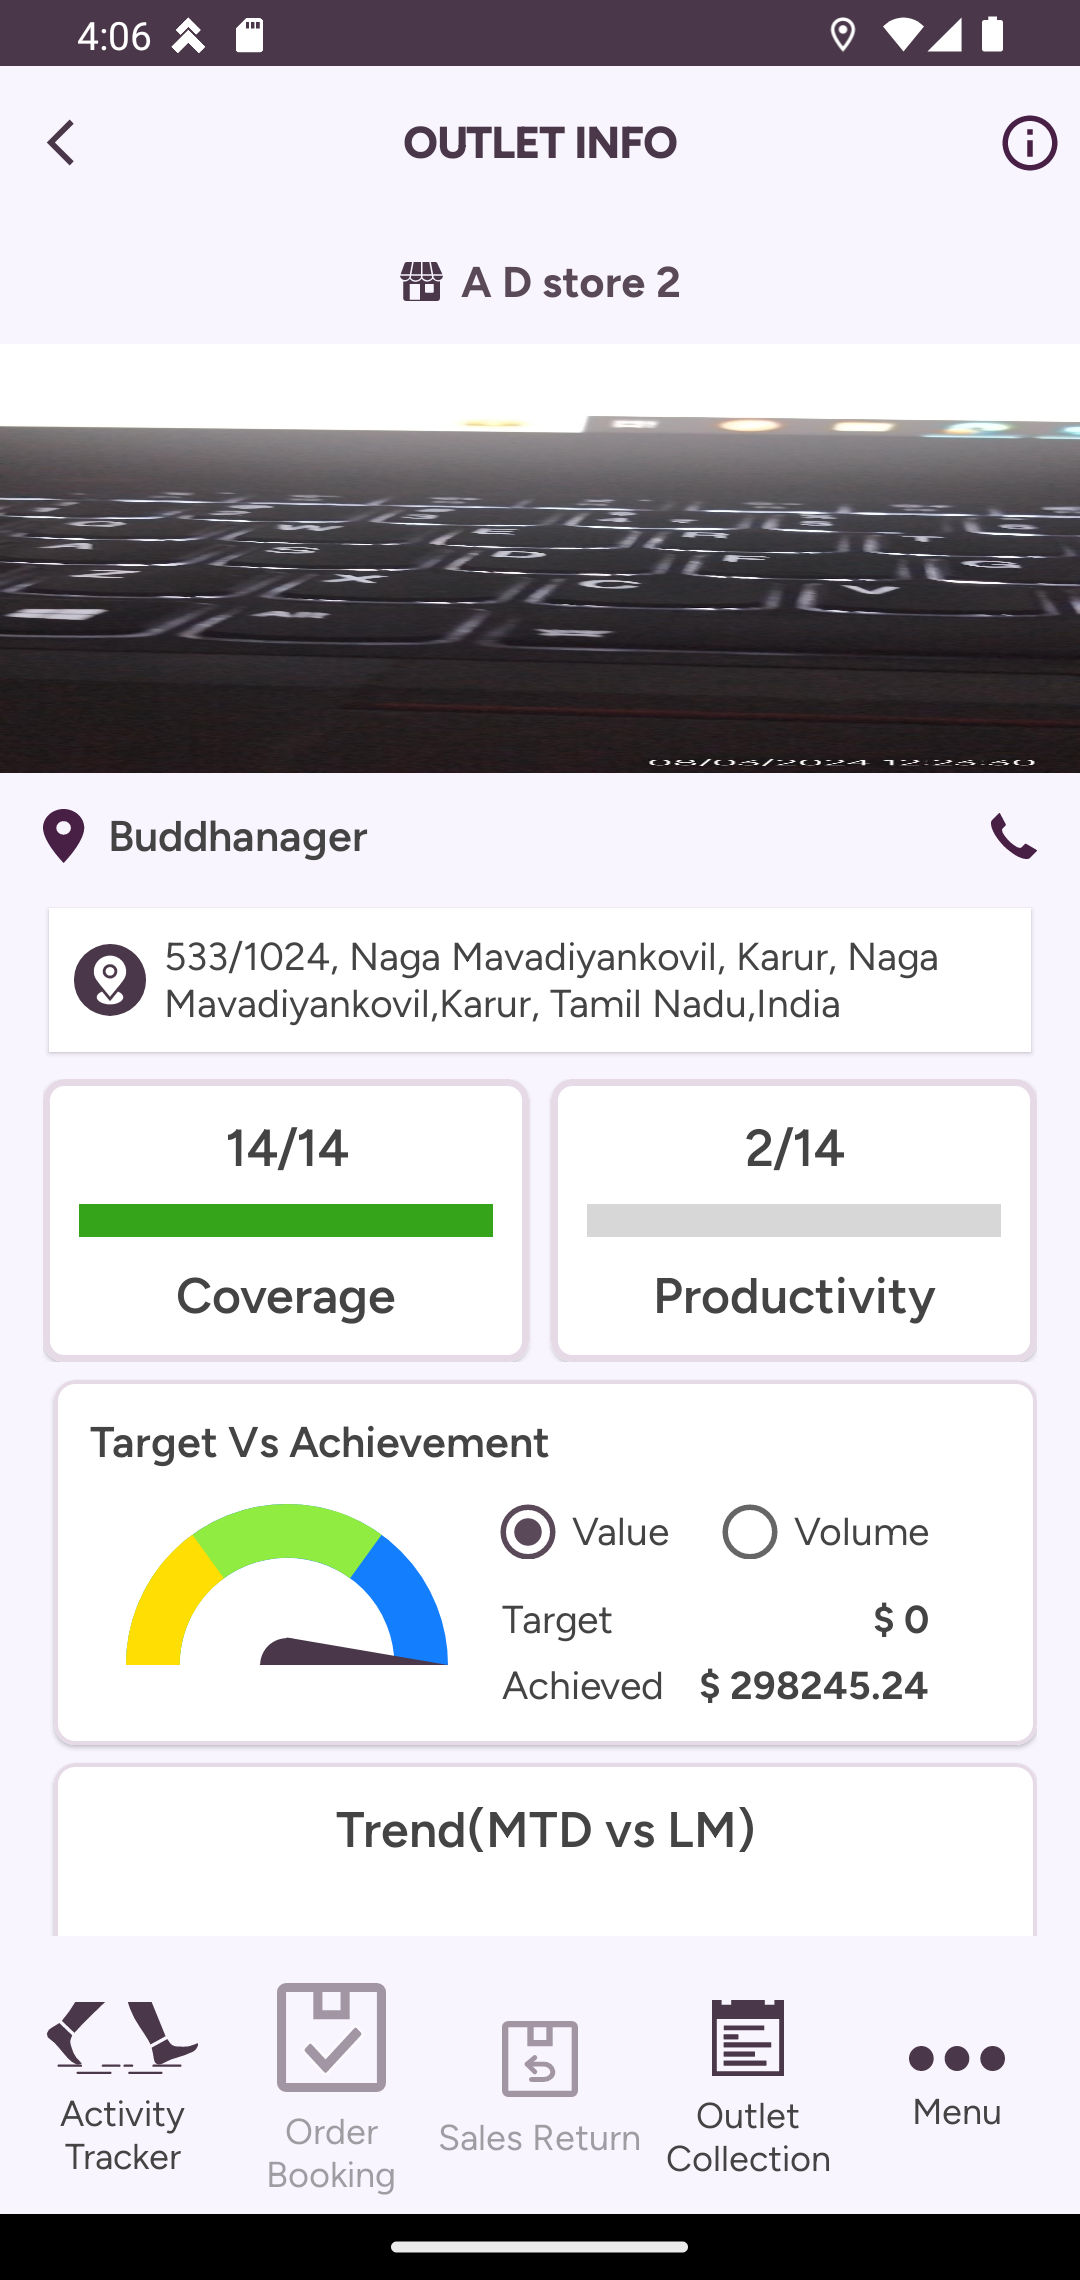 4:06
OUTLET INFO
A D store 2
08/03/2024 12:23:30
Buddhanager
533/1024, Naga Mavadiyankovil, Karur, Naga
Mavadiyankovil,Karur, Tamil Nadu,India
14/14
Coverage
2/14
Productivity
Target Vs Achievement
Value
Volume
Target $ 0
Achieved $ 298245.24
Trend(MTD vs LM)
Activity
Tracker
Order
Booking
Sales Return
Outlet
Collection
Menu